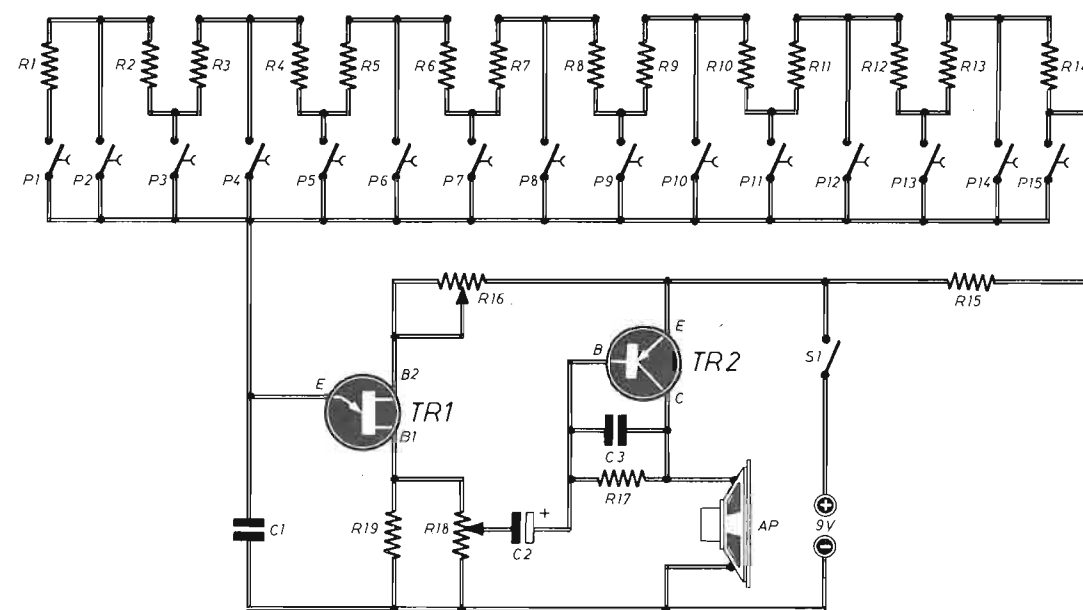 R1 R2 R3 R4 R5 R6 R7 R8 R9 R10 R11 R12 R13 R14
P1 P2 P3 P4 P5 P6 P7 P8 P9 P10 P11 P12 P13 P14 P15
R16 R15
E
B TR2 S1
C
B2
E TR1
B1
C3
R17
+
R19 R18 C2 AP 9V
C1
+
−